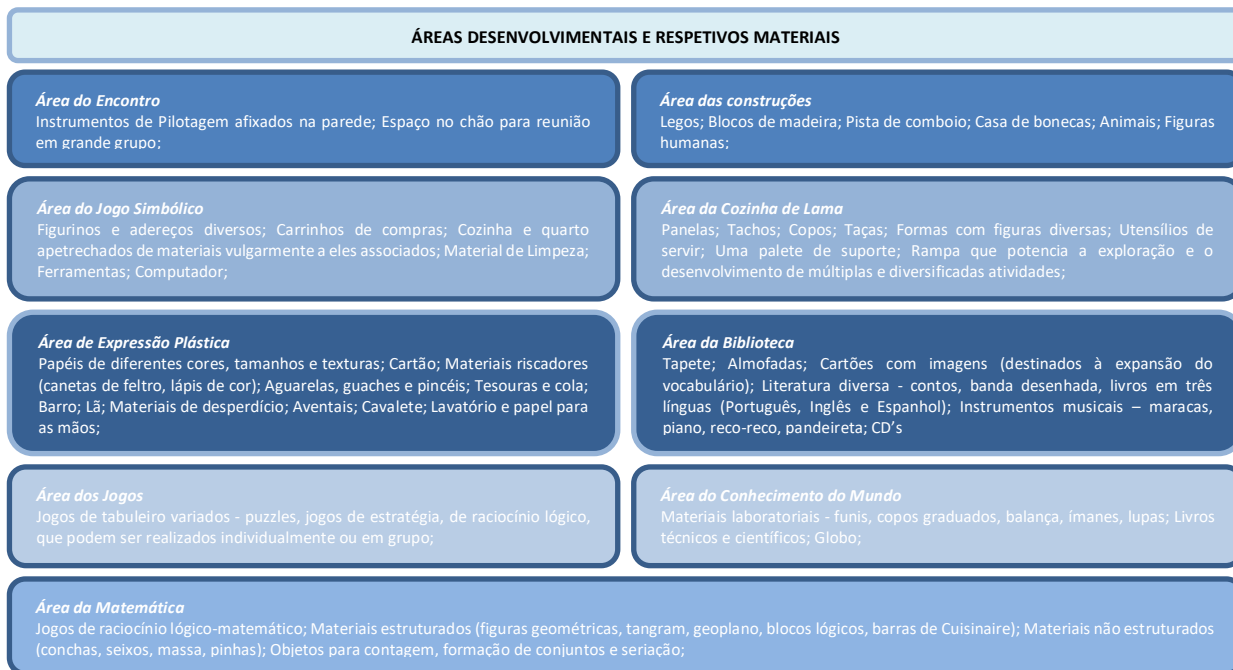 ÁREAS DESENVOLVIMENTAIS E RESPETIVOS MATERIAIS
Área do Encontro
Instrumentos de Pilotagem afixados na parede; Espaço no chão para reunião
em grande grupo;
Área das construções
Legos; Blocos de madeira; Pista de comboio; Casa de bonecas; Animais; Figuras
humanas;
Área do Jogo Simbólico
Figurinos e adereços diversos; Carrinhos de compras; Cozinha e quarto
apetrechados de materiais vulgarmente a eles associados; Material de Limpeza;
Ferramentas; Computador;
Área da Cozinha de Lama
Panelas; Tachos; Copos; Taças; Formas com figuras diversas; Utensílios de
servir; Uma palete de suporte; Rampa que potencia a exploração e o
desenvolvimento de múltiplas e diversificadas atividades;
Área de Expressão Plástica
Papéis de diferentes cores, tamanhos e texturas; Cartão; Materiais riscadores
(canetas de feltro, lápis de cor); Aguarelas, guaches e pincéis; Tesouras e cola;
Barro; Lã; Materiais de desperdício; Aventais; Cavalete; Lavatório e papel para
as mãos;
Área da Biblioteca
Tapete; Almofadas; Cartões com imagens (destinados à expansão do
vocabulário); Literatura diversa - contos, banda desenhada, livros em três
línguas (Português, Inglês e Espanhol); Instrumentos musicais – maracas,
piano, reco-reco, pandeireta; CD’s
Área dos Jogos
Jogos de tabuleiro variados - puzzles, jogos de estratégia, de raciocínio lógico,
que podem ser realizados individualmente ou em grupo;
Área do Conhecimento do Mundo
Materiais laboratoriais - funis, copos graduados, balança, ímanes, lupas; Livros
técnicos e científicos; Globo;
Área da Matemática
Jogos de raciocínio lógico-matemático; Materiais estruturados (figuras geométricas, tangram, geoplano, blocos lógicos, barras de Cuisinaire); Materiais não estruturados
(conchas, seixos, massa, pinhas); Objetos para contagem, formação de conjuntos e seriação;